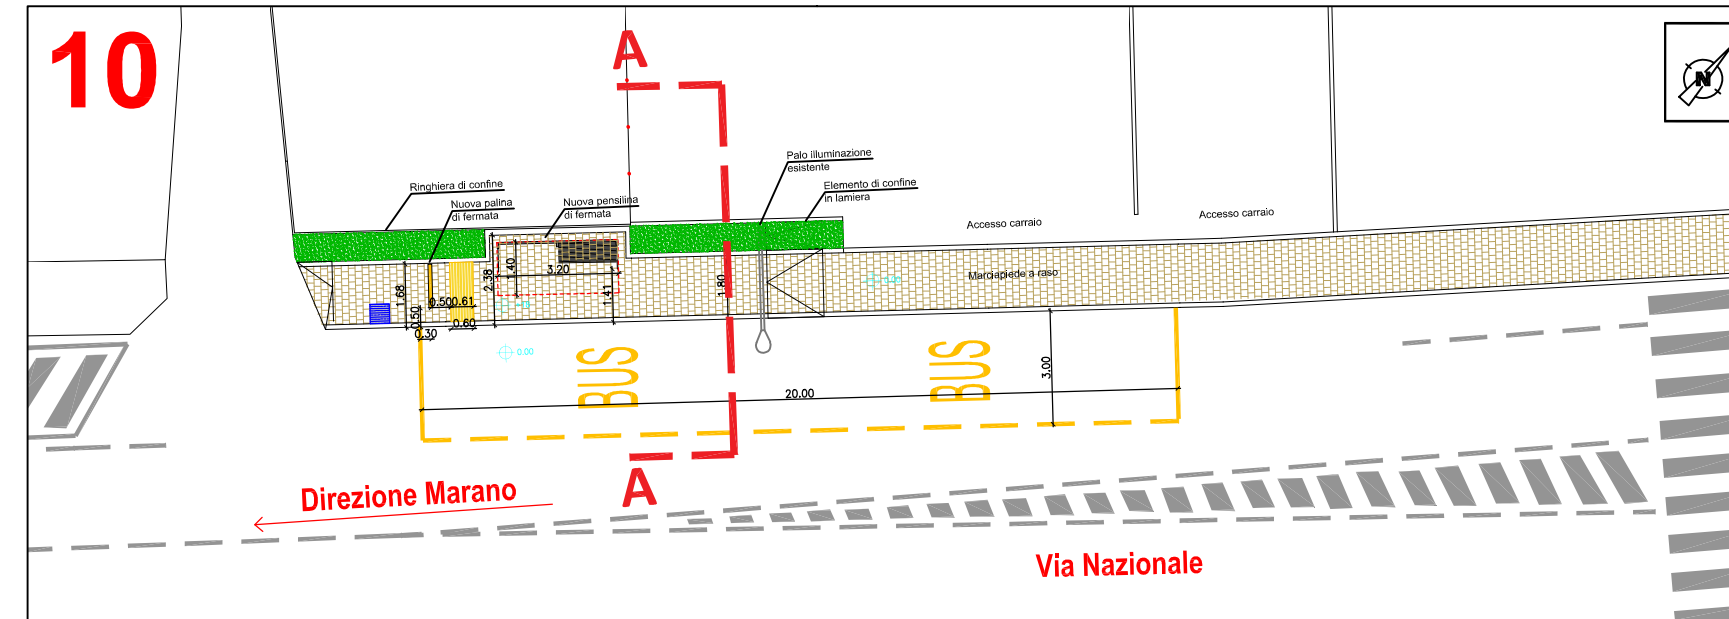 10
A
N
Palo illuminazione
esistente
Ringhiera di confine
Elemento di confine
in lamiera
Nuova palina
di fermata
Nuova pensilina
di fermata
Accesso carraio
Accesso carraio
Marciapiede a raso
1.68
2.38
1.40
3.20
1.41
1.80
0.50
0.61
0.50
0.60
0.30
0.00
BUS
BUS
3.00
20.00
A
Direzione Marano
Via Nazionale